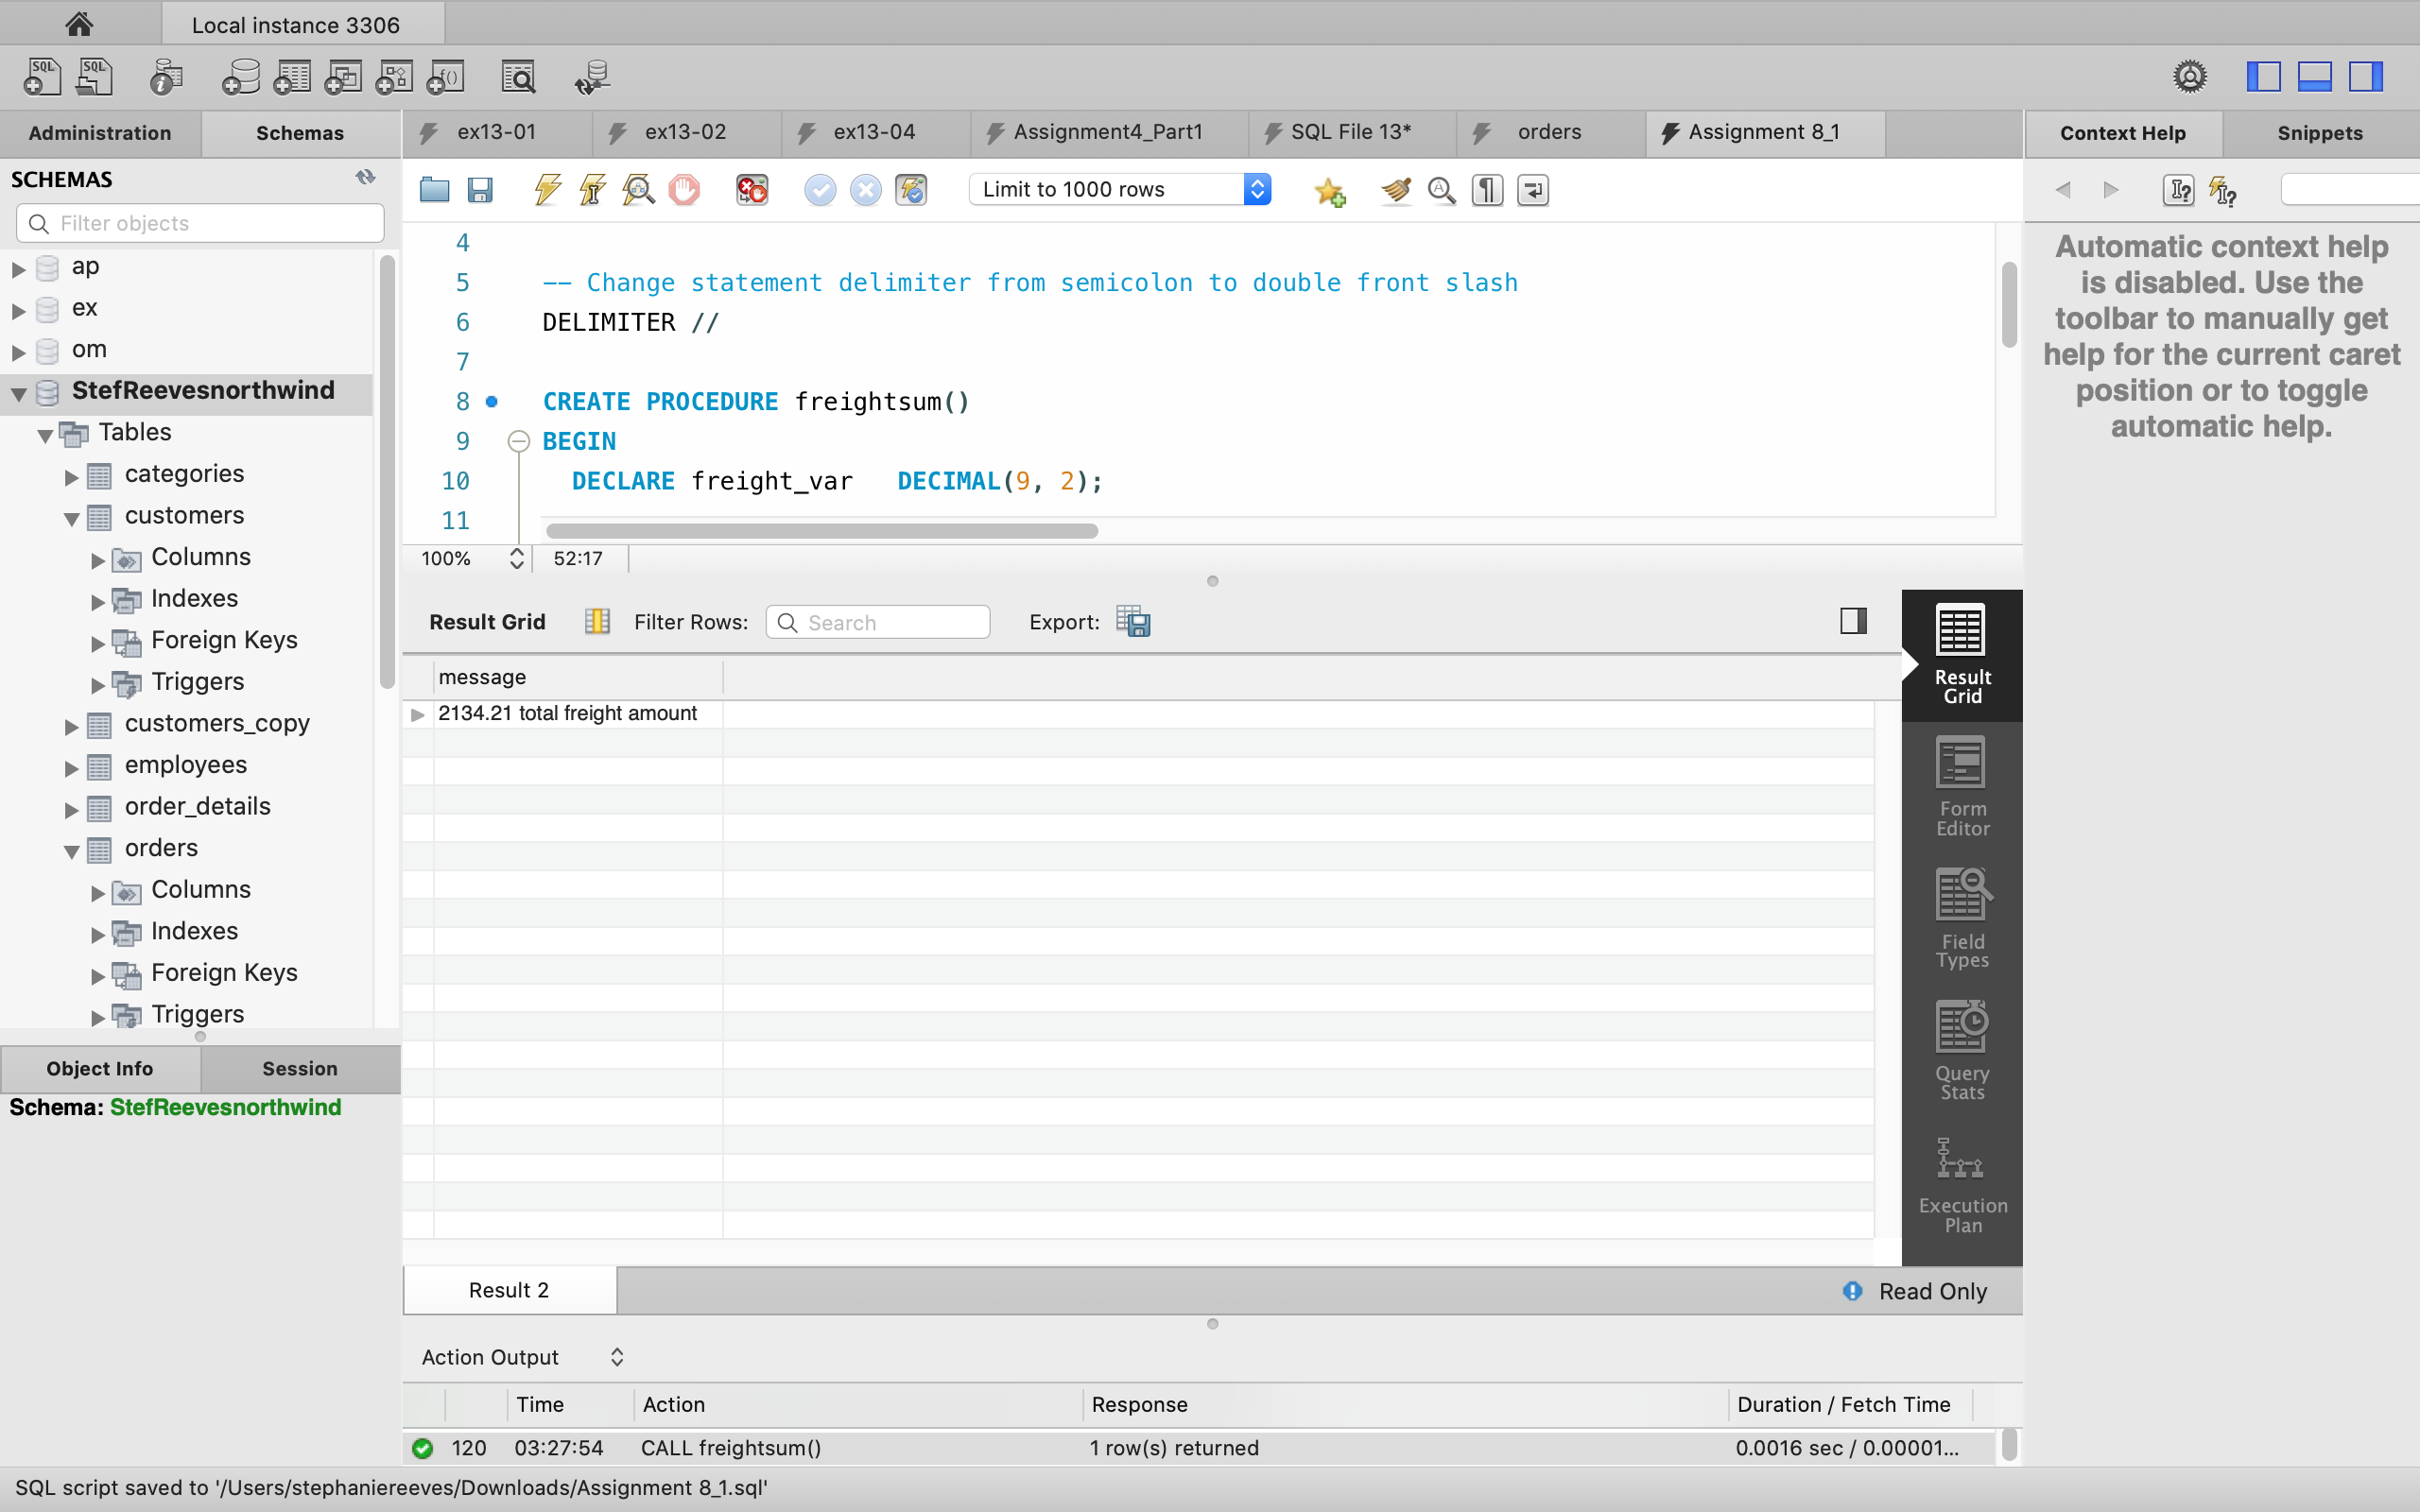 Local instance 3306
SQL
SQL
Administration
Schemas
ex13-01
ex13-02
ex13-04
Assignment4_Part1
SQL File 13*
orders
Assignment 8_1
Context Help
Snippets
SCHEMAS
Filter objects
ap
ex
om
StefReevesnorthwind
Tables
categories
customers
Columns
Indexes
Foreign Keys
Triggers
customers_copy
employees
order_details
orders
Columns
Indexes
Foreign Keys
Triggers
Object Info
Session
Schema: StefReevesnorthwind
Limit to 1000 rows
4
5 -- Change statement delimiter from semicolon to double front slash
6 DELIMITER //
7
8 CREATE PROCEDURE freightsum()
9 BEGIN
10 DECLARE freight_var DECIMAL(9, 2);
11
100%
52:17
Result Grid
Filter Rows:
Search
Export:
message
2134.21 total freight amount
Result
Grid
Form
Editor
Field
Types
Query
Stats
Execution
Plan
Result 2
Read Only
Action Output
Time Action Response Duration / Fetch Time
120 03:27:54 CALL freightsum() 1 row(s) returned 0.0016 sec / 0.00001...
Automatic context help
is disabled. Use the
toolbar to manually get
help for the current caret
position or to toggle
automatic help.
SQL script saved to '/Users/stephaniereeves/Downloads/Assignment 8_1.sql'